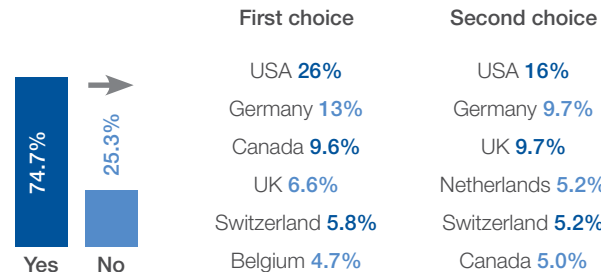 First choice
Second choice
USA 26%
USA 16%
Germany 13%
Germany 9.7%
Canada 9.6%
UK 9.7%
UK 6.6%
Netherlands 5.2%
Switzerland 5.8%
Switzerland 5.2%
Belgium 4.7%
Canada 5.0%
74.7%
25.3%
Yes
No